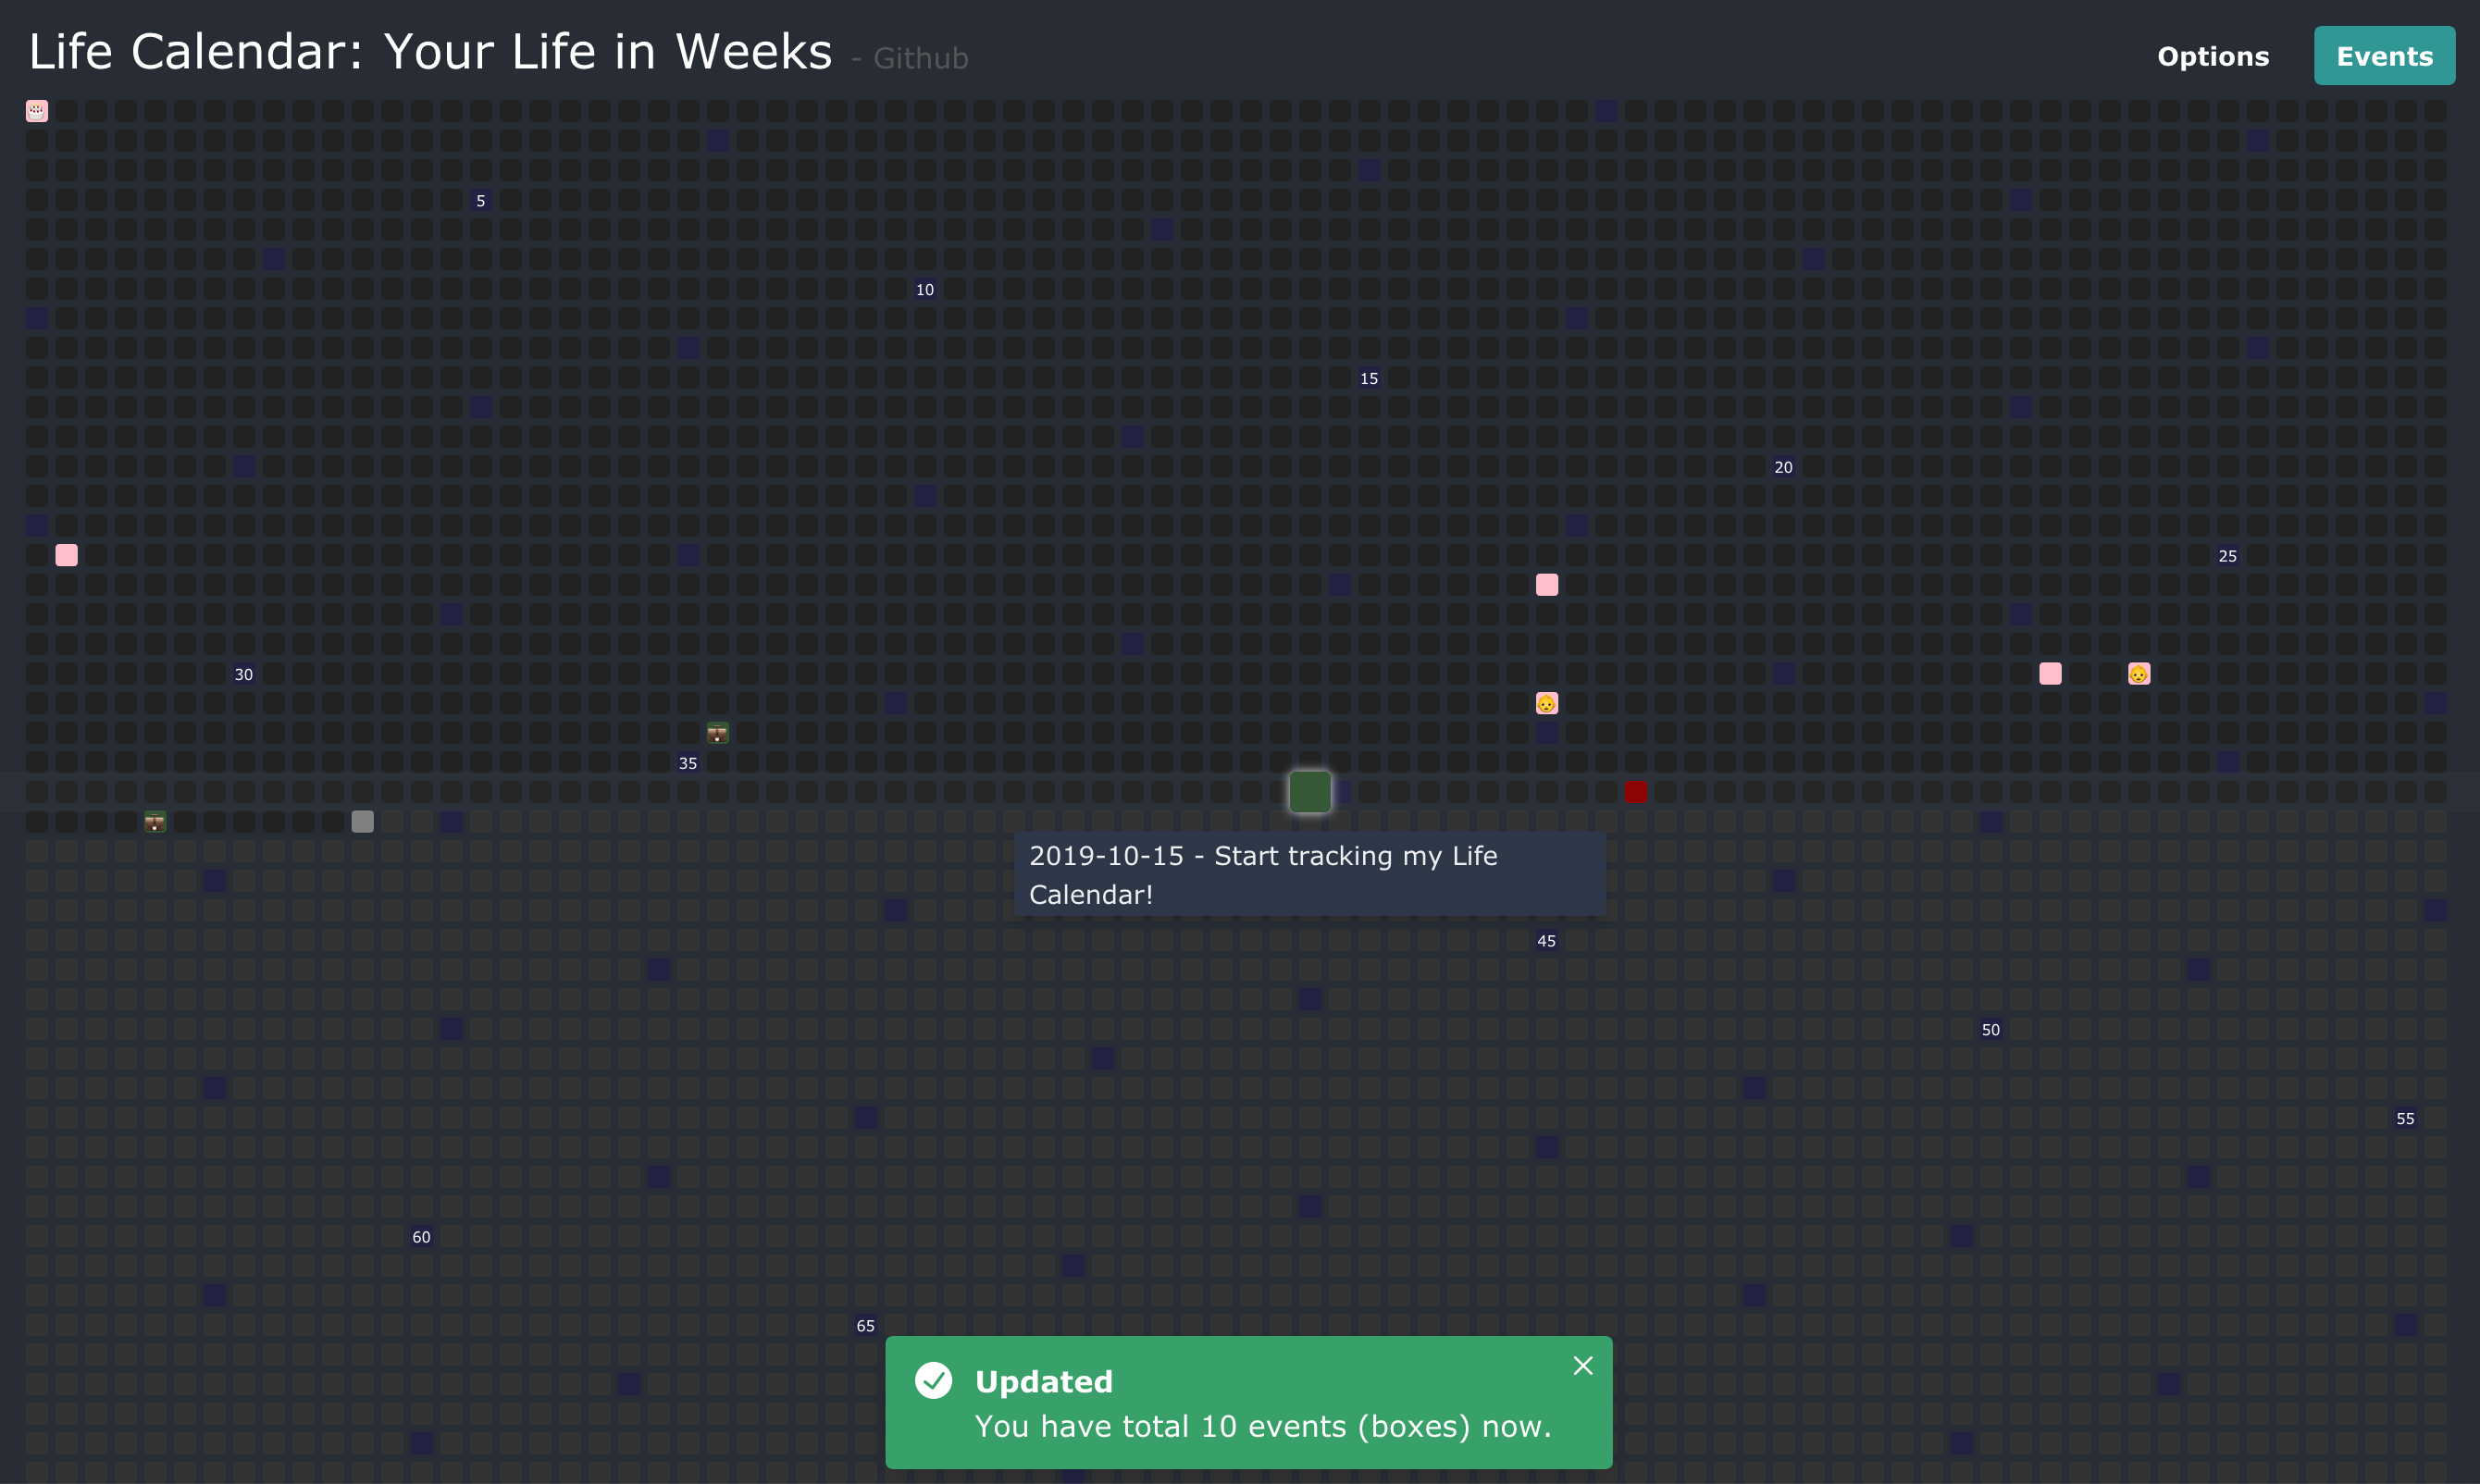 Life Calendar: Your Life in Weeks - Github
Options
Events
5
10
15
20
25
30
35
2019-10-15 - Start tracking my Life
Calendar!
45
50
55
60
65
Updated
You have total 10 events (boxes) now.